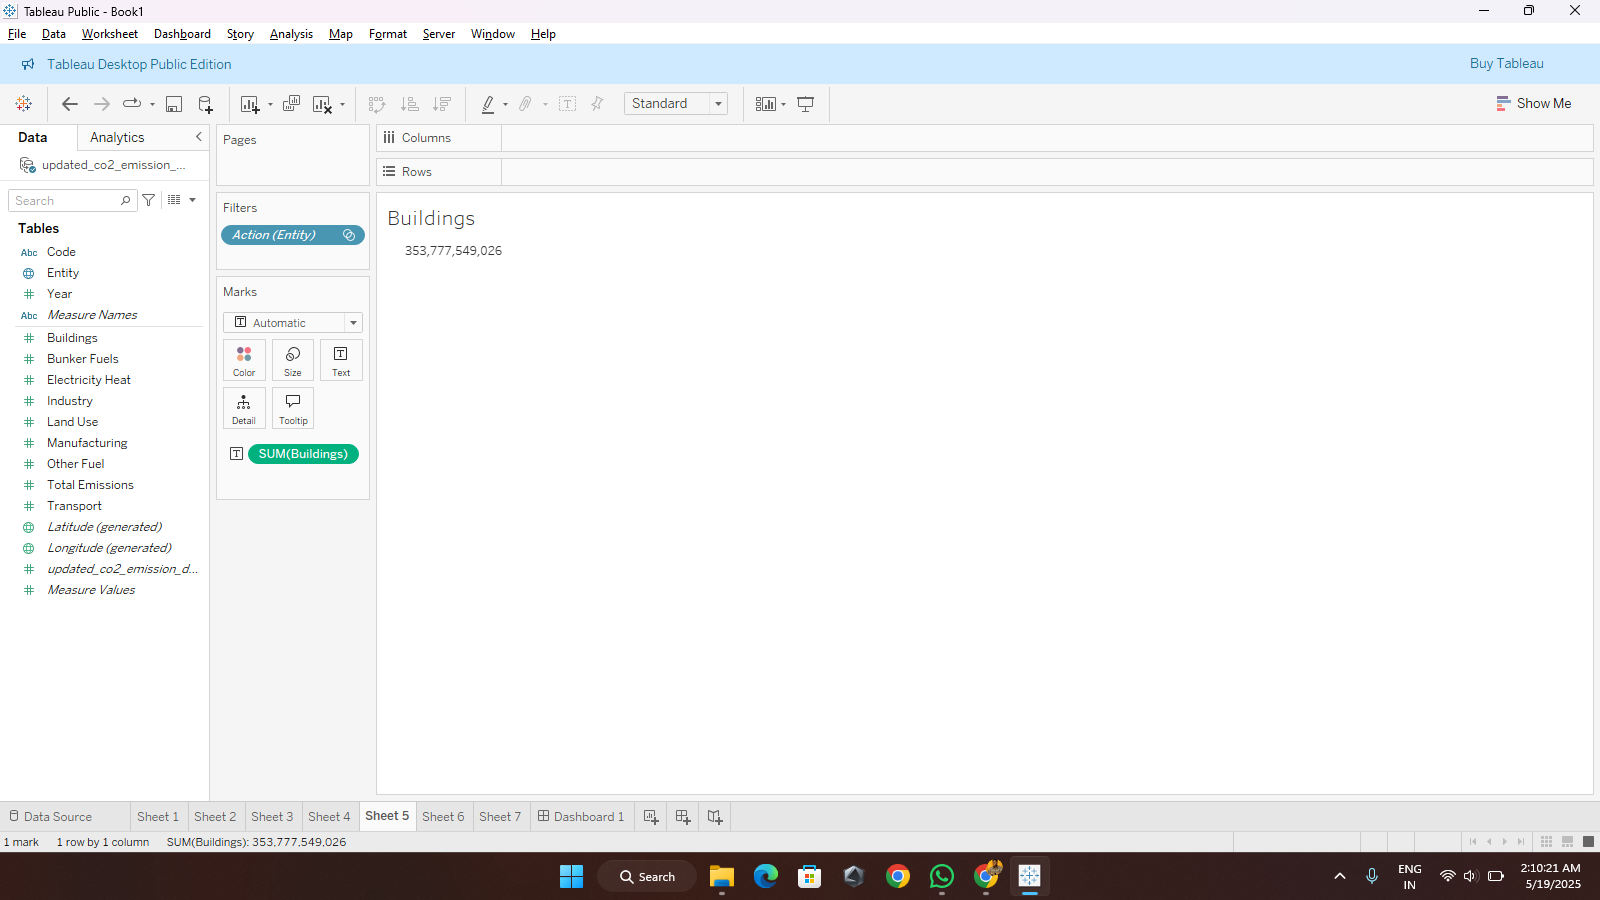 Tableau Public - Book1
File Data Worksheet Dashboard Story Analysis Map Format Server Window Help
Tableau Desktop Public Edition
Buy Tableau
Standard
Show Me
Data Analytics
updated_co2_emission_...
Search
Tables
Abc Code
Entity
Year
Abc Measure Names
Buildings
Bunker Fuels
Electricity Heat
Industry
Land Use
Manufacturing
Other Fuel
Total Emissions
Transport
Latitude (generated)
Longitude (generated)
updated_co2_emission_d...
Measure Values
Pages
Filters
Action (Entity)
Marks
Automatic
Color Size Text
Detail Tooltip
SUM(Buildings)
Columns
Rows
Buildings
353,777,549,026
Data Source Sheet 1 Sheet 2 Sheet 3 Sheet 4 Sheet 5 Sheet 6 Sheet 7 Dashboard 1
1 mark 1 row by 1 column SUM(Buildings): 353,777,549,026
Search
ENG
IN
2:10:21 AM
5/19/2025